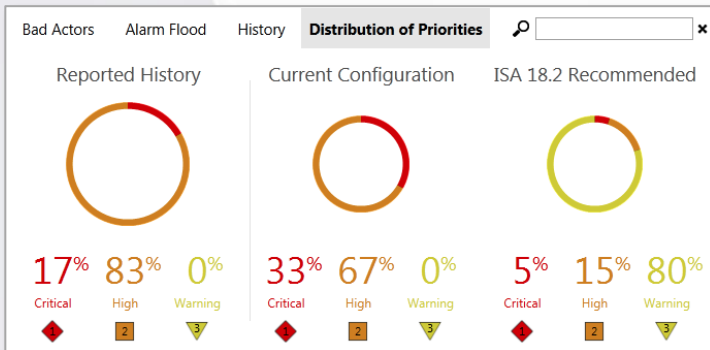 Bad Actors Alarm Flood History Distribution of Priorities
Reported History Current Configuration ISA 18.2 Recommended
17% 83% 0% 33% 67% 0% 5% 15% 80%
Critical High Warning Critical High Warning Critical High Warning
1 2 3 1 2 3 1 2 3